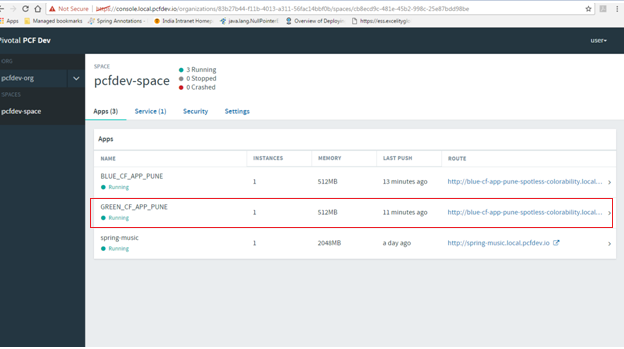 Not Secure https://console.local.pcfdev.io/organizations/83b27b44-f11b-4013-a311-56fac14bbf0b/spaces/cb8ecd9c-481e-45b2-998c-25e87bdd98be
Apps Managed bookmarks Spring Annotations - India Intranet Homep java.lang.NullPointerE Overview of Deployin https://ess.excelityglo
Pivotal PCF Dev user
ORG
pcfdev-org
SPACES
pcfdev-space
SPACE
pcfdev-space
3 Running
0 Stopped
0 Crashed
Apps (3) Service (1) Security Settings
Apps
NAME INSTANCES MEMORY LAST PUSH ROUTE
BLUE_CF_APP_PUNE 1 512MB 13 minutes ago http://blue-cf-app-pune-spotless-colorability.local....
Running
GREEN_CF_APP_PUNE 1 512MB 11 minutes ago http://blue-cf-app-pune-spotless-colorability.local....
Running
spring-music 1 2048MB a day ago http://spring-music.local.pcfdev.io
Running